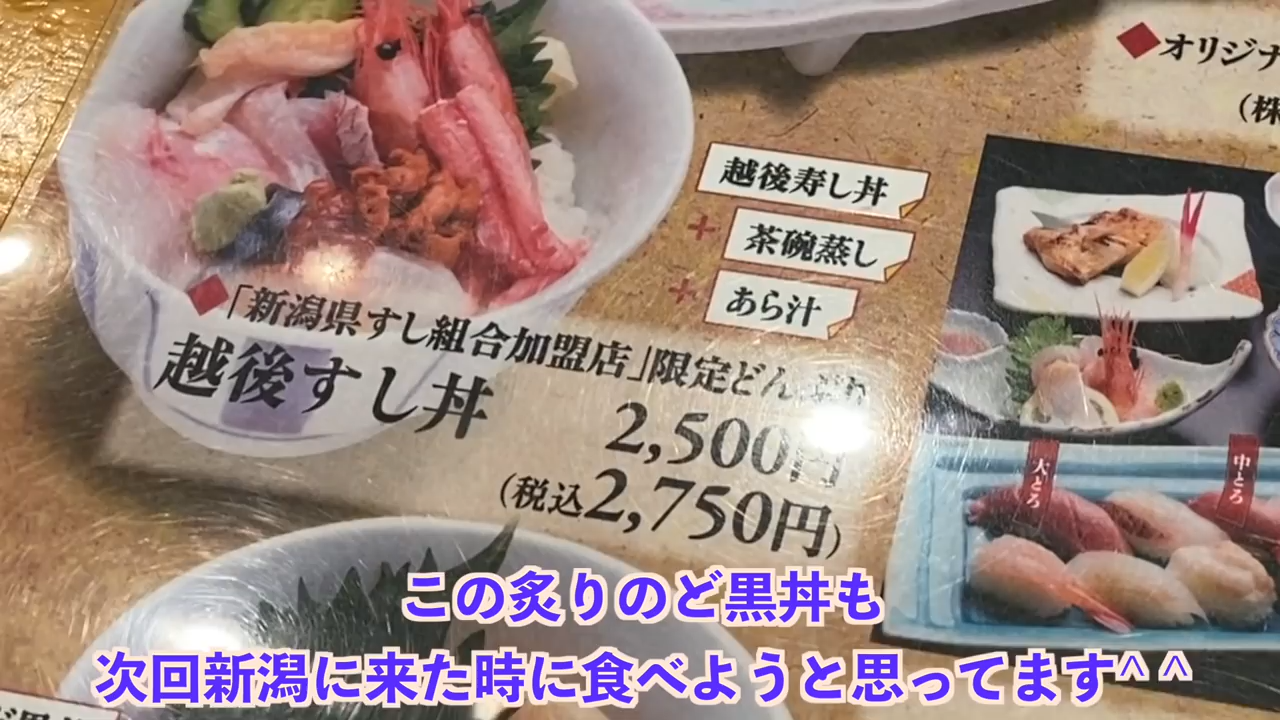 ◆オリジナ
(株
越後寿し丼
+
茶碗蒸し
+
あら汁
◆「新潟県すし組合加盟店」限定どんぶり
越後すし丼
2,500円
(税込2,750円)
大とろ
中とろ
この炙りのど黒丼も
次回新潟に来た時に食べようと思ってます^ ^